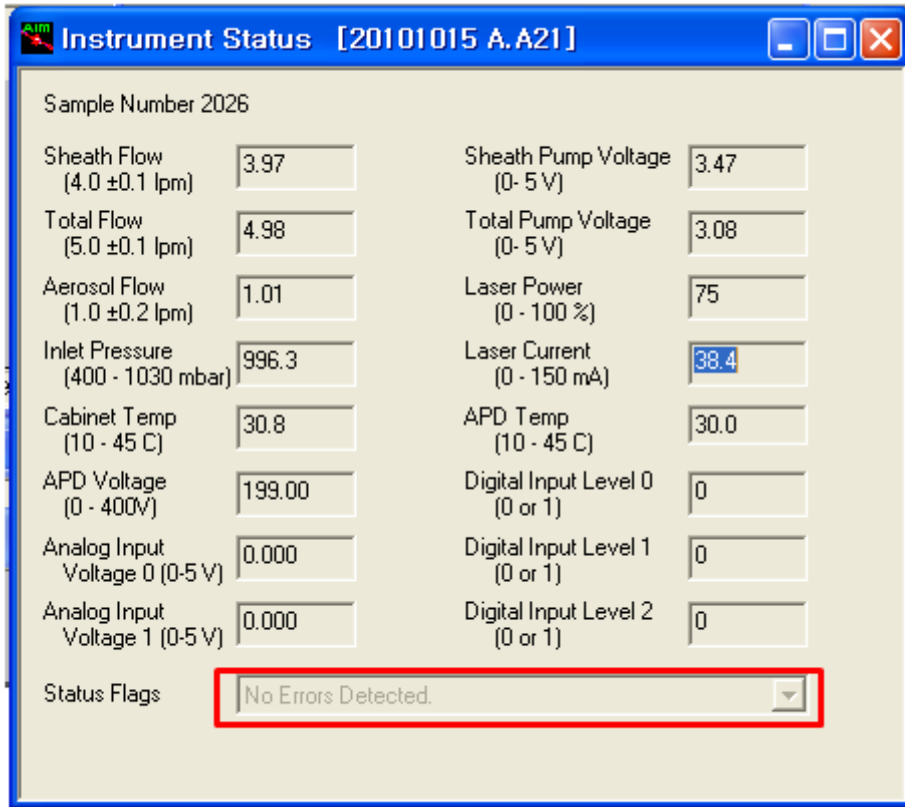 AIM
Instrument Status [20101015 A.A21]
Sample Number 2026
Sheath Flow
(4.0 ±0.1 lpm)
3.97
Sheath Pump Voltage
(0- 5 V)
3.47
Total Flow
(5.0 ±0.1 lpm)
4.98
Total Pump Voltage
(0- 5 V)
3.08
Aerosol Flow
(1.0 ±0.2 lpm)
1.01
Laser Power
(0 - 100 %)
75
Inlet Pressure
(400 - 1030 mbar)
996.3
Laser Current
(0 - 150 mA)
38.4
Cabinet Temp
(10 - 45 C)
30.8
APD Temp
(10 - 45 C)
30.0
APD Voltage
(0 - 400V)
199.00
Digital Input Level 0
(0 or 1)
0
Analog Input
Voltage 0 (0-5 V)
0.000
Digital Input Level 1
(0 or 1)
0
Analog Input
Voltage 1 (0-5 V)
0.000
Digital Input Level 2
(0 or 1)
0
Status Flags
No Errors Detected.